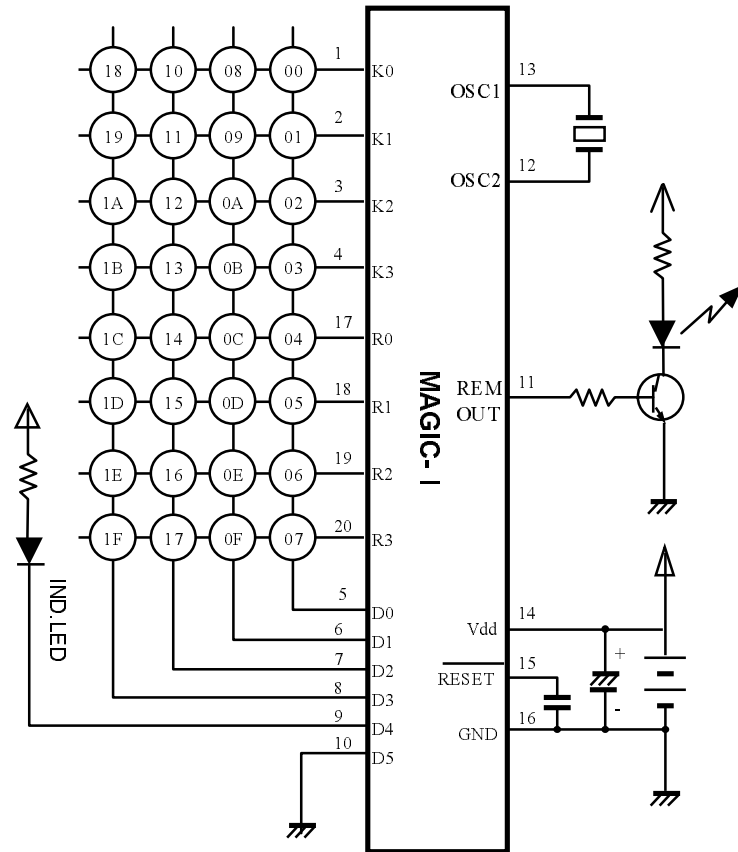 1
18 10 08 00 K0
2
19 11 09 01 K1
3
1A 12 0A 02 K2
4
1B 13 0B 03 K3
17
1C 14 0C 04 R0
18
1D 15 0D 05 R1
19
1E 16 0E 06 R2
20
1F 17 0F 07 R3
5
D0
6
D1
7
D2
8
D3
9
D4
10
D5
IND.LED
MAGIC- I
13
OSC1
12
OSC2
REM 11
OUT
14
Vdd
15
RESET
16
GND
+
-